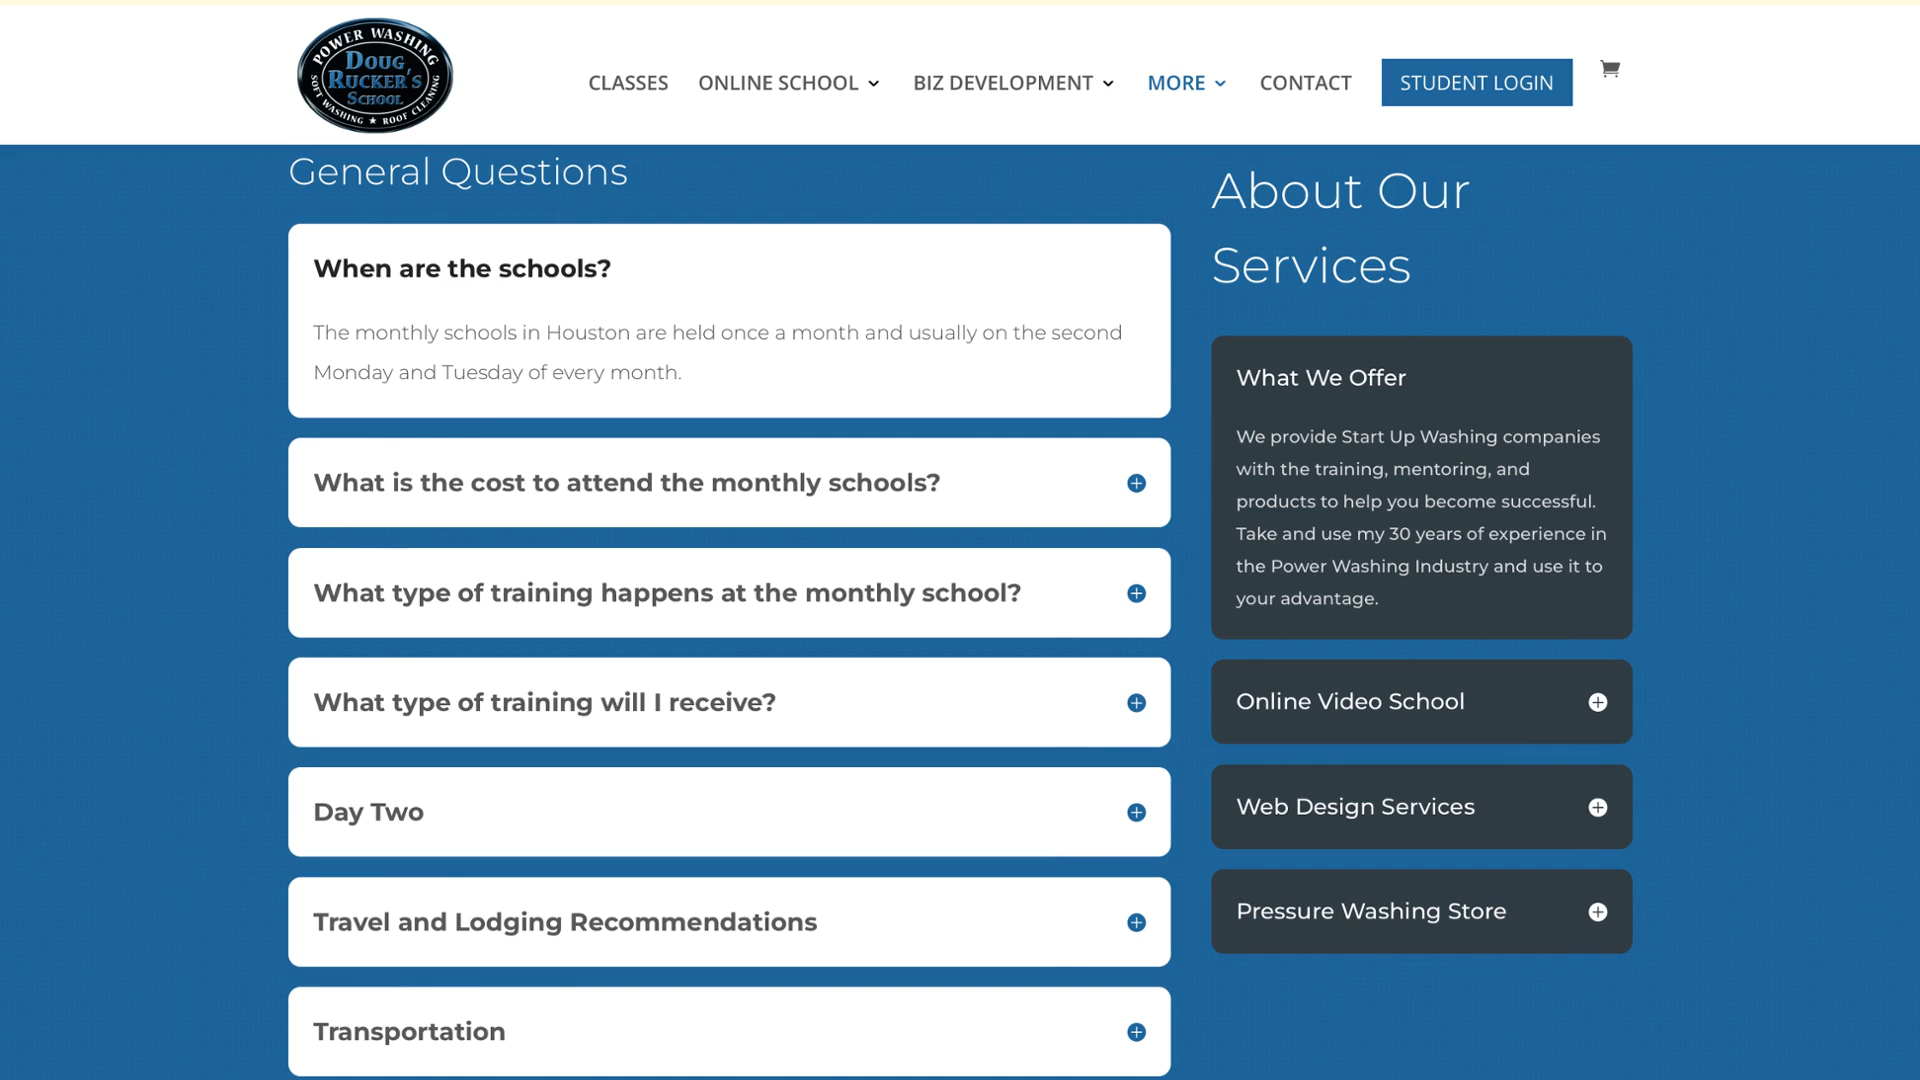 POWER WASHING
DOUG
RUCKER'S
SCHOOL
SOFT WASHING ★ ROOF CLEANING
CLASSES
ONLINE SCHOOL
BIZ DEVELOPMENT
MORE
CONTACT
STUDENT LOGIN
General Questions
When are the schools?
The monthly schools in Houston are held once a month and usually on the second
Monday and Tuesday of every month.
What is the cost to attend the monthly schools?
What type of training happens at the monthly school?
What type of training will I receive?
Day Two
Travel and Lodging Recommendations
Transportation
About Our
Services
What We Offer
We provide Start Up Washing companies
with the training, mentoring, and
products to help you become successful.
Take and use my 30 years of experience in
the Power Washing Industry and use it to
your advantage.
Online Video School
Web Design Services
Pressure Washing Store